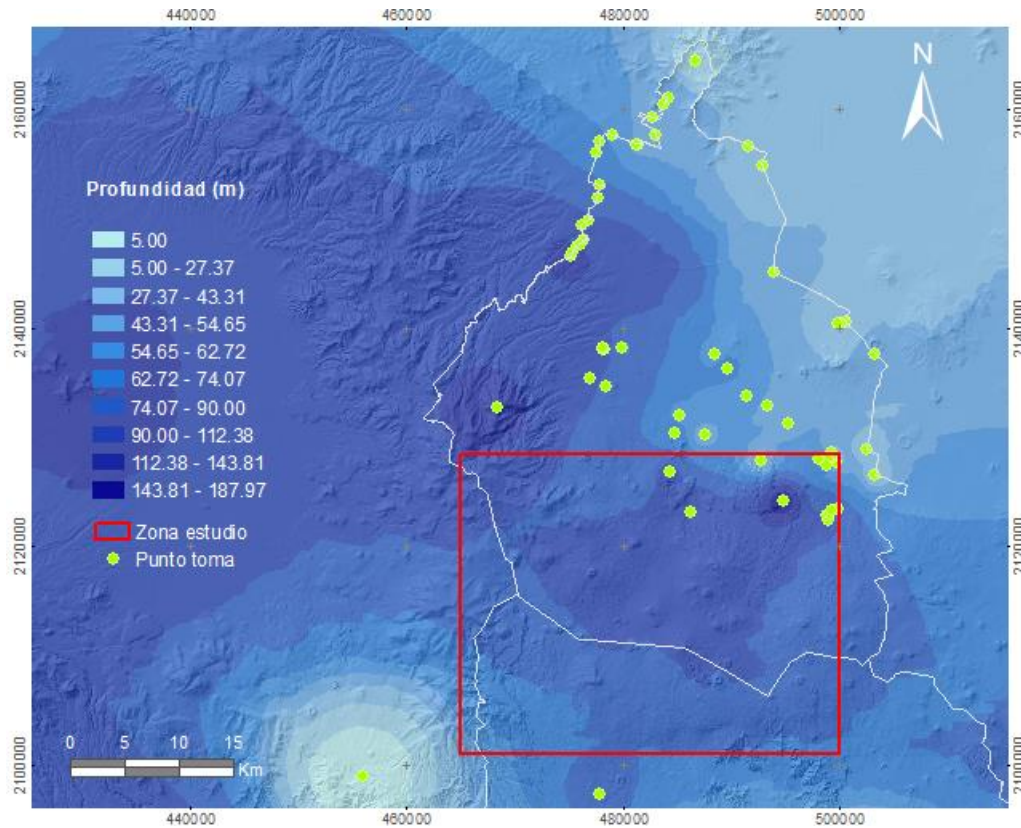 440000 460000 480000 500000
N
2160000 2160000
Profundidad (m)
5.00
5.00 - 27.37
27.37 - 43.31
43.31 - 54.65
54.65 - 62.72
62.72 - 74.07
74.07 - 90.00
90.00 - 112.38
112.38 - 143.81
143.81 - 187.97
2140000 2140000
Zona estudio
Punto toma
2120000 2120000
0 5 10 15
Km
2100000 2100000
440000 460000 480000 500000